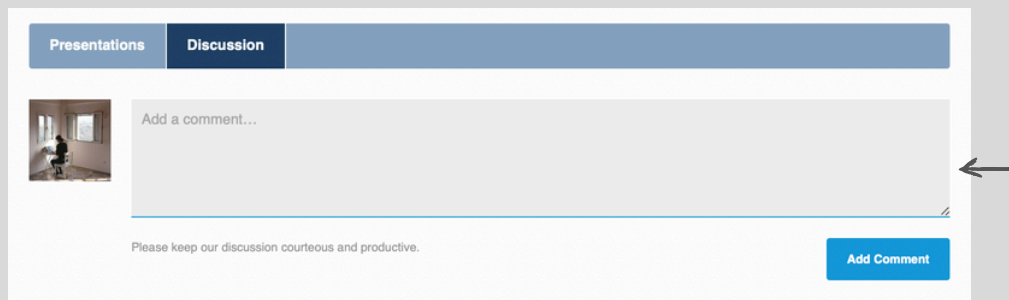 Presentations Discussion
Add a comment...
Please keep our discussion courteous and productive.
Add Comment